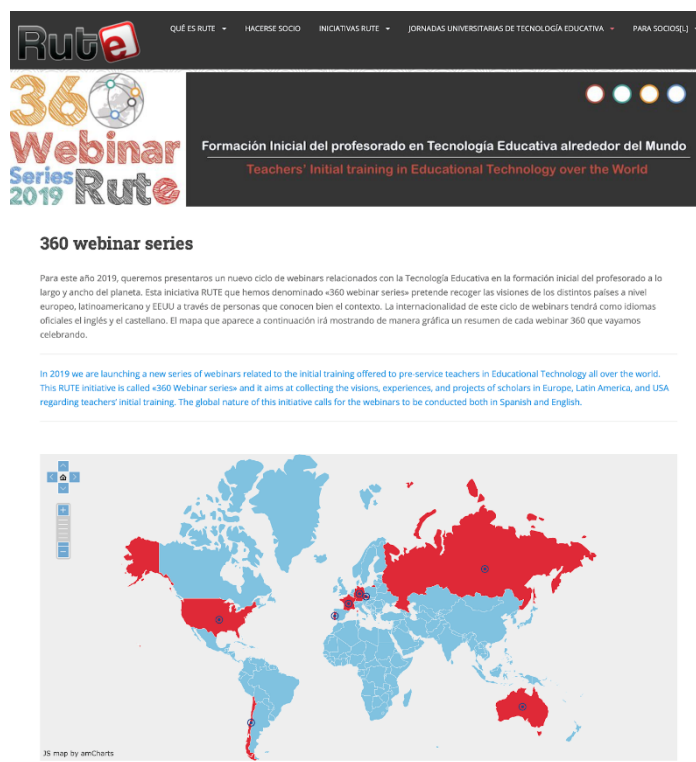 Rute
QUÉ ES RUTE HACERSE SOCIO INICIATIVAS RUTE JORNADAS UNIVERSITARIAS DE TECNOLOGÍA EDUCATIVA PARA SOCIOS[L]
360
Webinar
Series
2019 Rute
Formación Inicial del profesorado en Tecnología Educativa alrededor del Mundo
Teachers' Initial training in Educational Technology over the World
360 webinar series
Para este año 2019, queremos presentaros un nuevo ciclo de webinars relacionados con la Tecnología Educativa en la formación inicial del profesorado a lo
largo y ancho del planeta. Esta iniciativa RUTE que hemos denominado «360 webinar series» pretende recoger las visiones de los distintos países a nivel
europeo, latinoamericano y EEUU a través de personas que conocen bien el contexto. La internacionalidad de este ciclo de webinars tendrá como idiomas
oficiales el inglés y el castellano. El mapa que aparece a continuación irá mostrando de manera gráfica un resumen de cada webinar 360 que vayamos
celebrando.
In 2019 we are launching a new series of webinars related to the initial training offered to pre-service teachers in Educational Technology all over the world.
This RUTE initiative is called «360 Webinar series» and it aims at collecting the visions, experiences, and projects of scholars in Europe, Latin America, and USA
regarding teachers' initial training. The global nature of this initiative calls for the webinars to be conducted both in Spanish and English.
JS map by amCharts